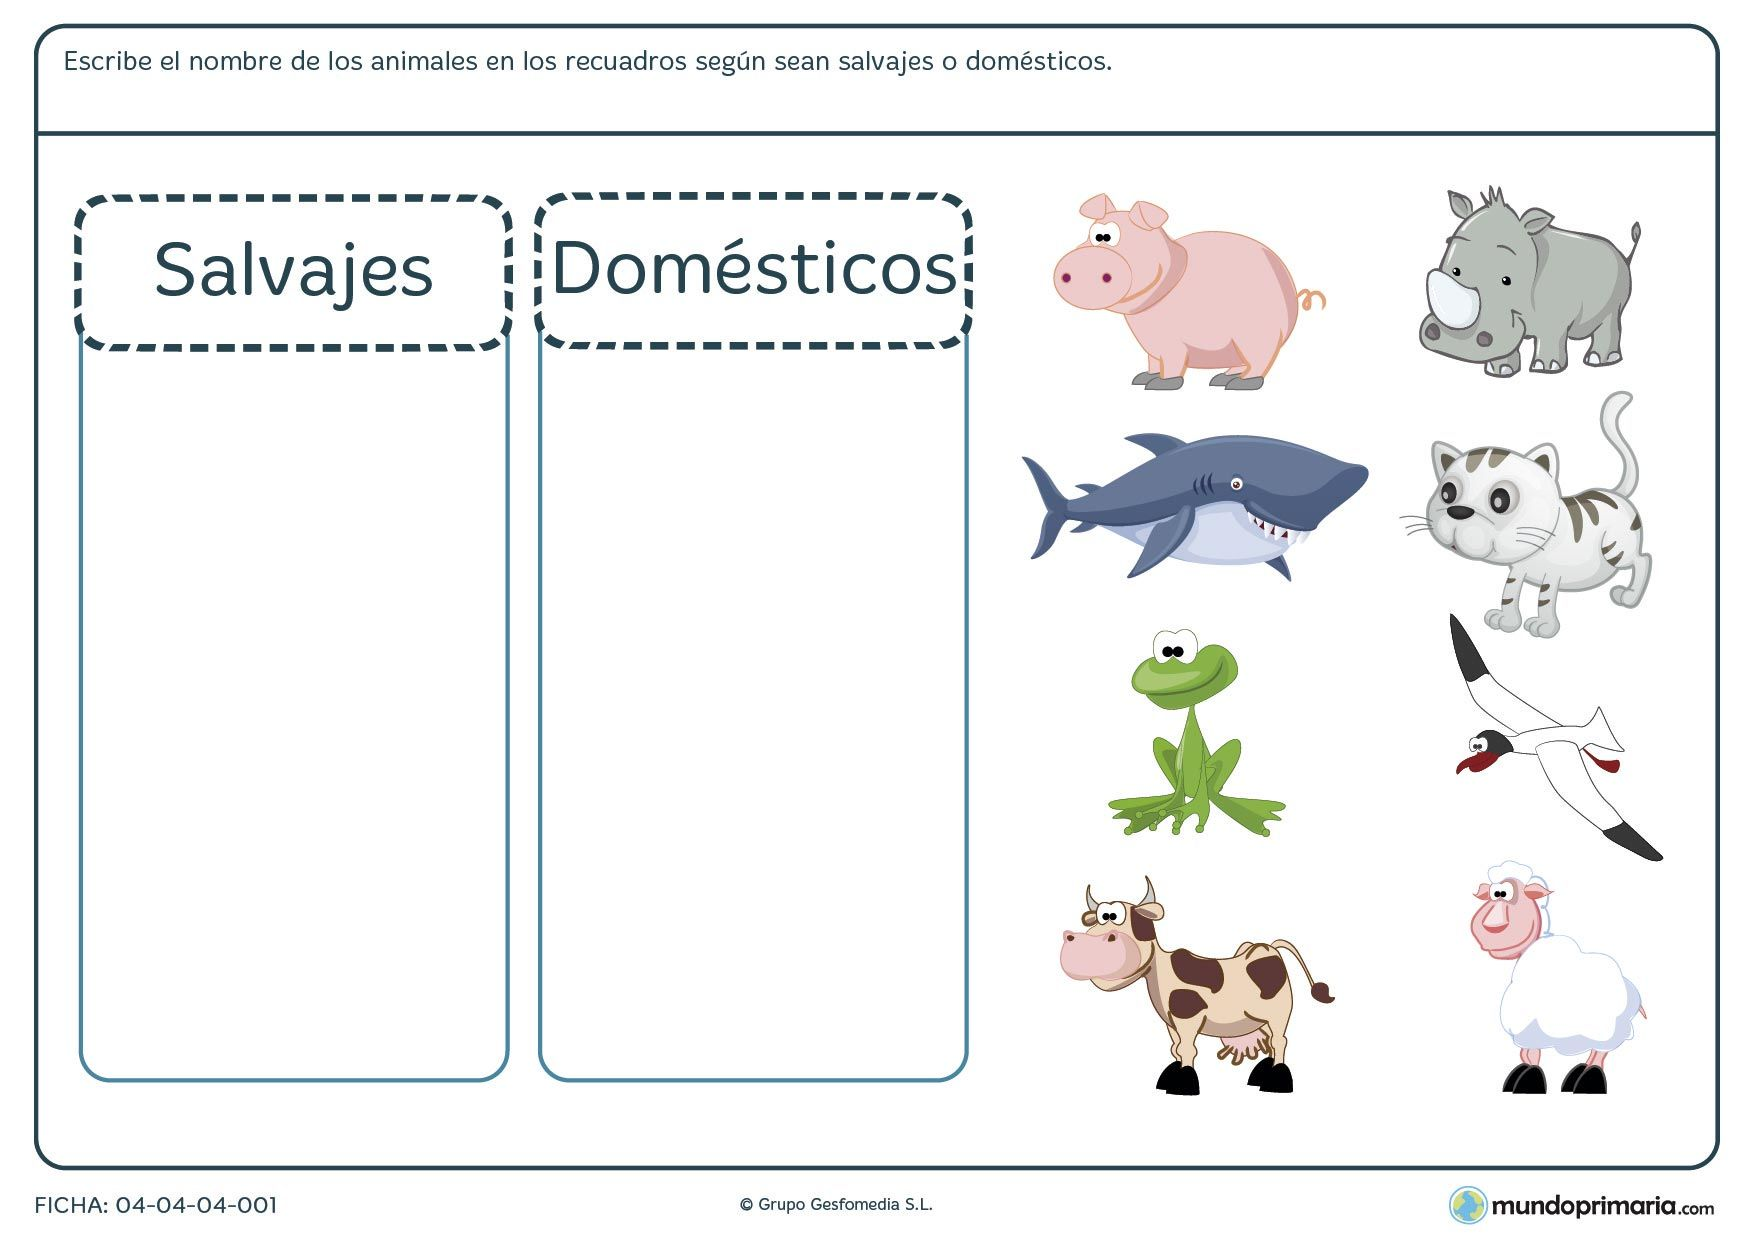 Escribe el nombre de los animales en los recuadros según sean salvajes o domésticos.
Salvajes
Domésticos
FICHA: 04-04-04-001
© Grupo Gesfomedia S.L.
mundoprimaria.com